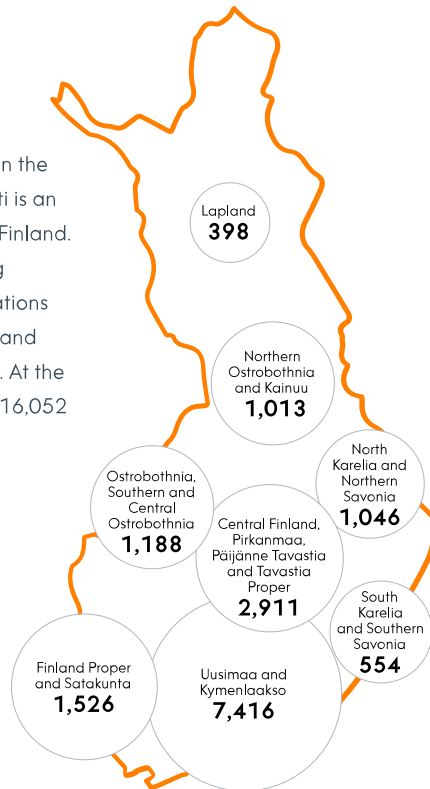 n the
ti is an
Finland.
g
ations
and
. At the
16,052
Lapland
398
Northern
Ostrobothnia
and Kainuu
1,013
North
Karelia and
Northern
Savonia
1,046
Ostrobothnia,
Southern and
Central
Ostrobothnia
1,188
Central Finland,
Pirkanmaa,
Päijänne Tavastia
and Tavastia
Proper
2,911
South
Karelia
and Southern
Savonia
554
Finland Proper
and Satakunta
1,526
Uusimaa and
Kymenlaakso
7,416